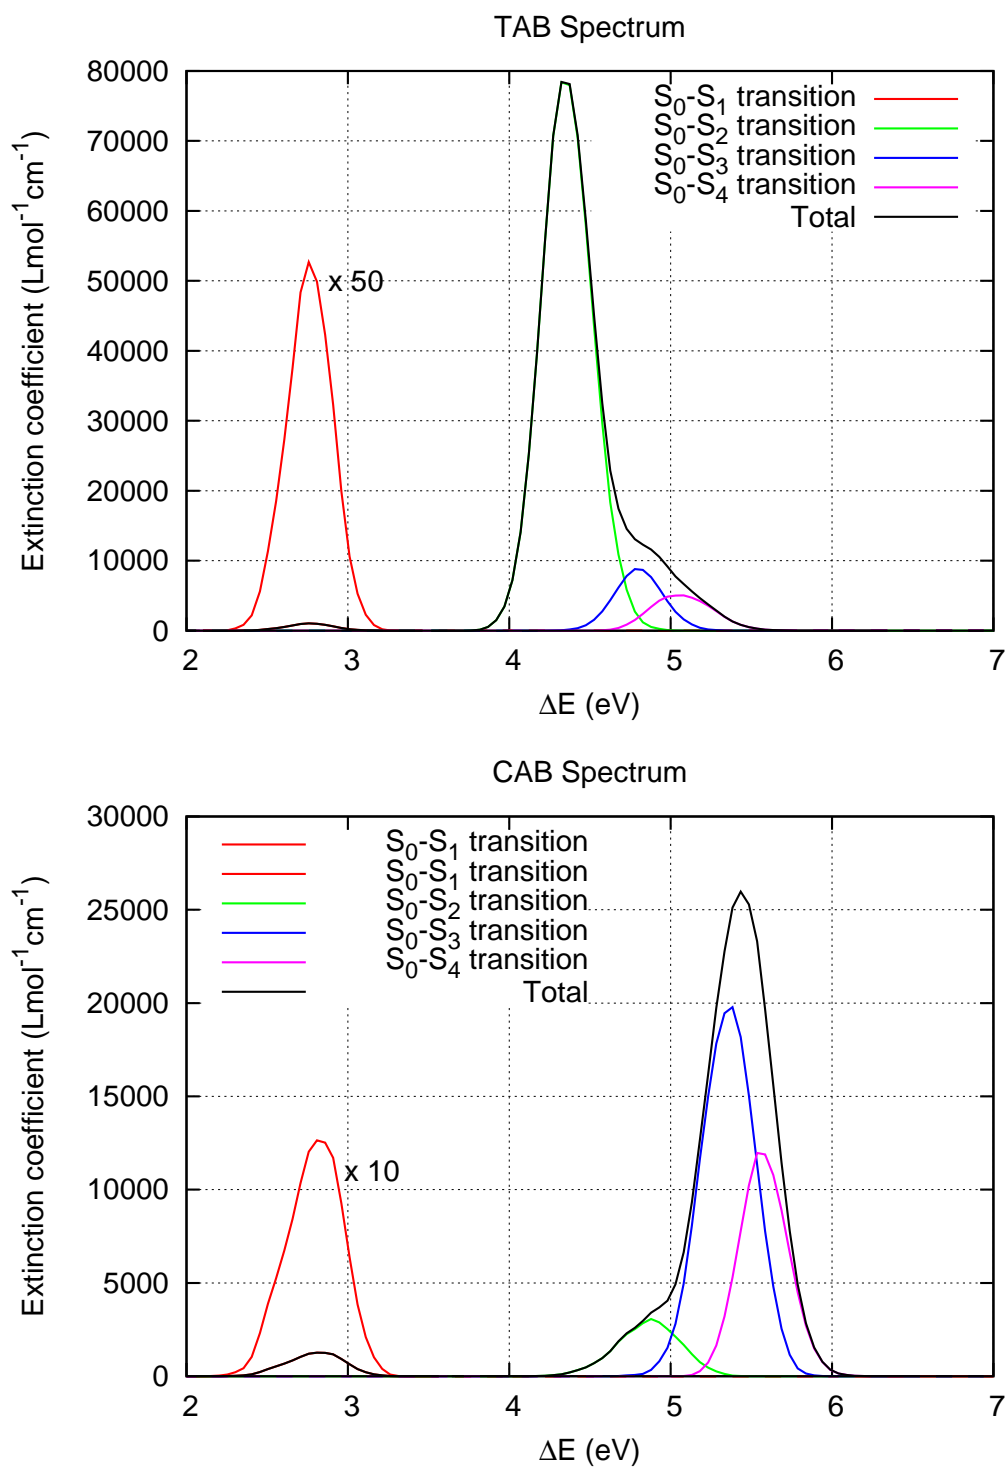 TAB Spectrum
80000
70000
60000
50000
40000
30000
20000
10000
0
Extinction coefficient (Lmol⁻¹cm⁻¹)
S₀-S₁ transition
S₀-S₂ transition
S₀-S₃ transition
S₀-S₄ transition
Total
x 50
2 3 4 5 6 7
ΔE (eV)
CAB Spectrum
30000
25000
20000
15000
10000
5000
0
Extinction coefficient (Lmol⁻¹cm⁻¹)
S₀-S₁ transition
S₀-S₁ transition
S₀-S₂ transition
S₀-S₃ transition
S₀-S₄ transition
Total
x 10
2 3 4 5 6 7
ΔE (eV)